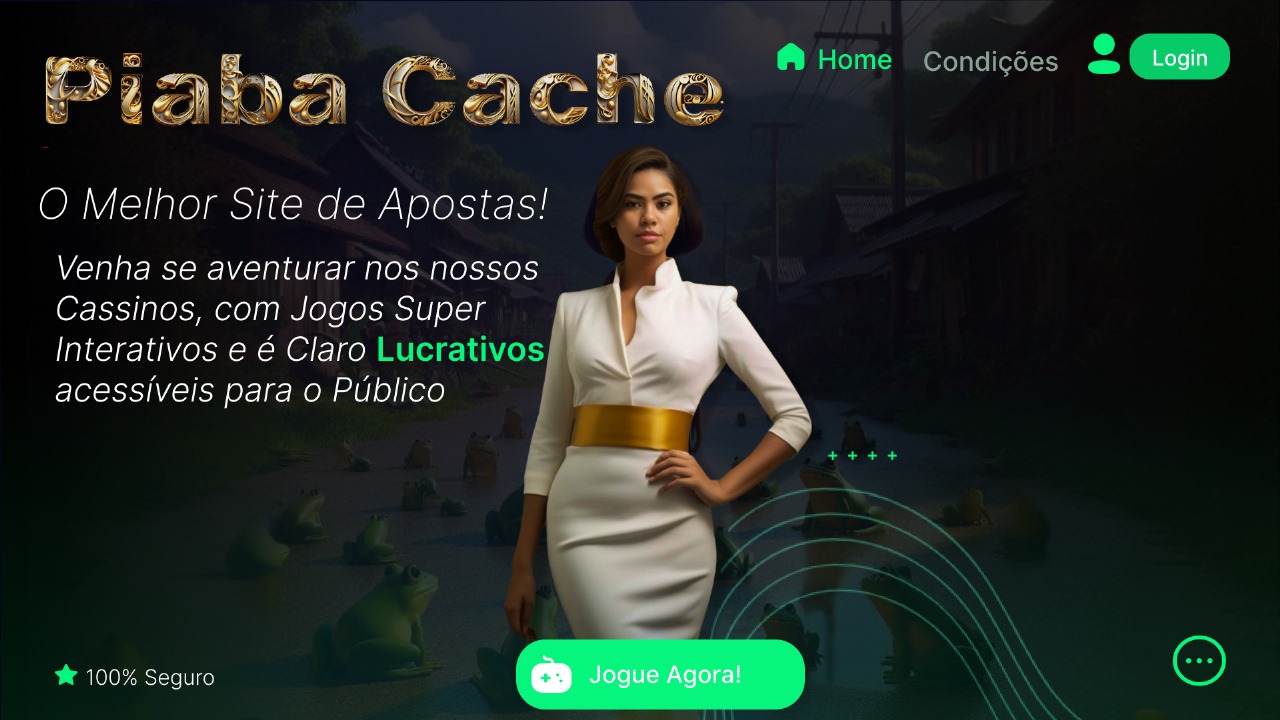 Piaba Cache
Home
Condições
Login
O Melhor Site de Apostas!
Venha se aventurar nos nossos
Cassinos, com Jogos Super
Interativos e é Claro Lucrativos
acessíveis para o Público
100% Seguro
Jogue Agora!